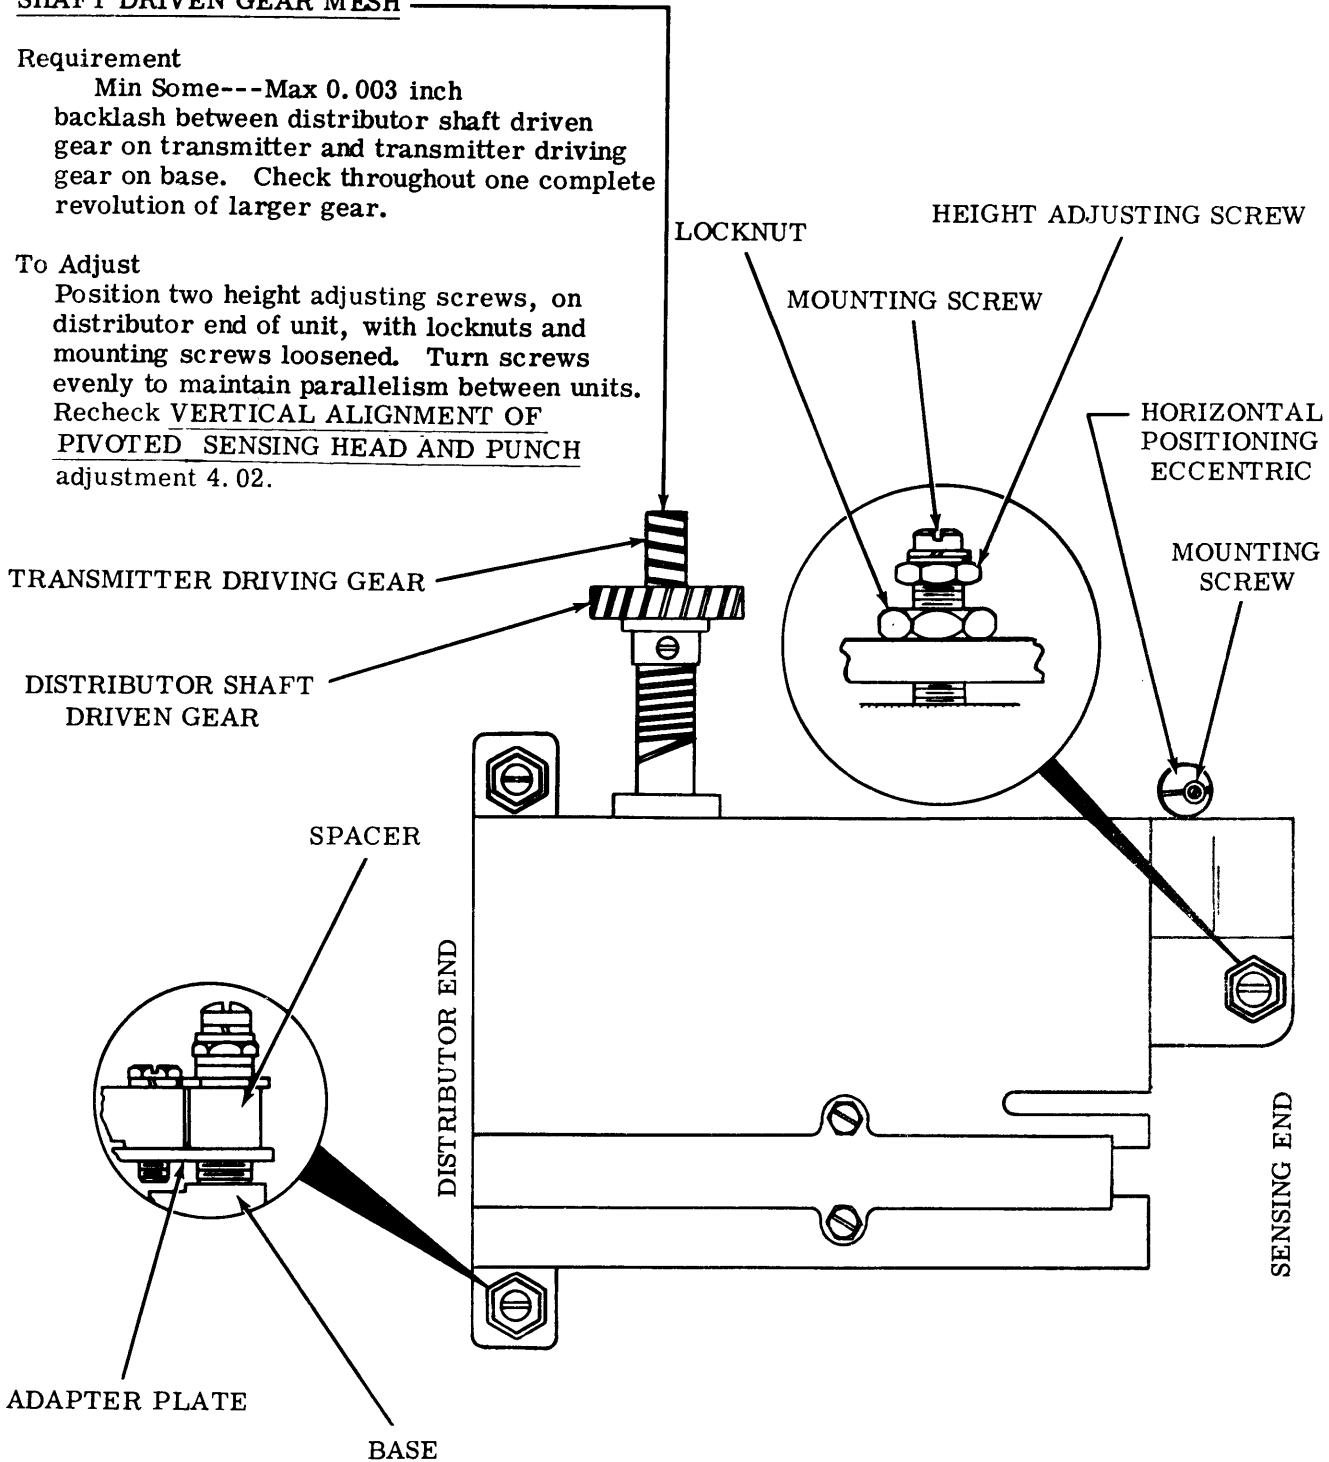 SHAFT DRIVEN GEAR MESH
Requirement
Min Some---Max 0.003 inch
backlash between distributor shaft driven
gear on transmitter and transmitter driving
gear on base. Check throughout one complete
revolution of larger gear.
To Adjust
Position two height adjusting screws, on
distributor end of unit, with locknuts and
mounting screws loosened. Turn screws
evenly to maintain parallelism between units.
Recheck VERTICAL ALIGNMENT OF
PIVOTED SENSING HEAD AND PUNCH
adjustment 4.02.
LOCKNUT
HEIGHT ADJUSTING SCREW
MOUNTING SCREW
HORIZONTAL
POSITIONING
ECCENTRIC
MOUNTING
SCREW
TRANSMITTER DRIVING GEAR
DISTRIBUTOR SHAFT
DRIVEN GEAR
SPACER
DISTRIBUTOR END
SENSING END
ADAPTER PLATE
BASE